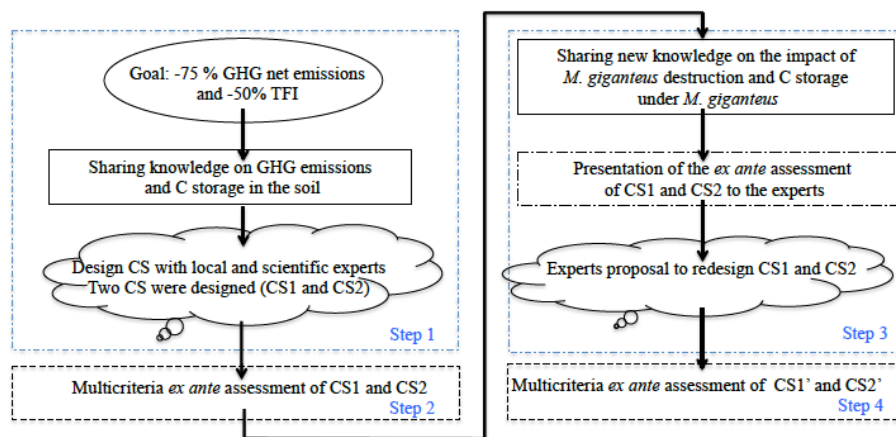 Goal: -75 % GHG net emissions
and -50% TFI
Sharing knowledge on GHG emissions
and C storage in the soil
Design CS with local and scientific experts
Two CS were designed (CS1 and CS2)
Step 1
Multicriteria ex ante assessment of CS1 and CS2
Step 2
Sharing new knowledge on the impact of
M. giganteus destruction and C storage
under M. giganteus
Presentation of the ex ante assessment
of CS1 and CS2 to the experts
Experts proposal to redesign CS1 and CS2
Step 3
Multicriteria ex ante assessment of CS1' and CS2'
Step 4